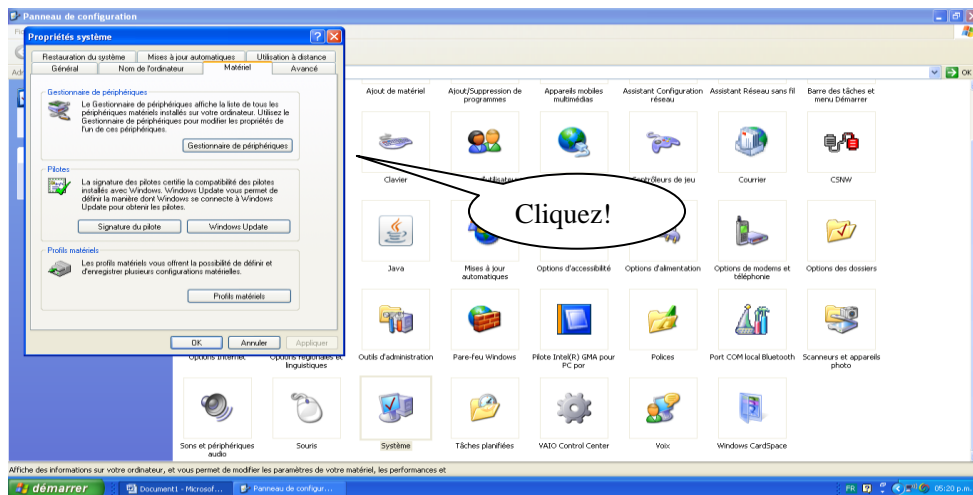 Panneau de configuration
Propriétés système
Restauration du système
Mises à jour automatiques
Utilisation à distance
Général
Nom de l'ordinateur
Matériel
Avancé
Gestionnaire de périphériques
Le Gestionnaire de périphériques affiche la liste de tous les
périphériques matériels installés sur votre ordinateur. Utilisez le
Gestionnaire de périphériques pour modifier les propriétés de
l'un de ces périphériques.
Gestionnaire de périphériques
Pilotes
La signature des pilotes certifie la compatibilité des pilotes
installés avec Windows. Windows Update vous permet de
définir la manière dont Windows se connecte à Windows
Update pour obtenir les pilotes.
Signature du pilote
Windows Update
Profils matériels
Les profils matériels vous offrent la possibilité de définir et
d'enregistrer plusieurs configurations matérielles.
Profils matériels
OK
Annuler
Appliquer
OK
Ajout de matériel
Ajout/Suppression de
programmes
Appareils mobiles
multimédias
Assistant Configuration
réseau
Assistant Réseau sans fil
Barre des tâches et
menu Démarrer
Clavier
Contrôleurs de jeu
Courrier
CSNW
Cliquez!
Java
Mises à jour
automatiques
Options d'accessibilité
Options d'alimentation
Options de modems et
téléphonie
Options des dossiers
Options Internet
Options régionales et
linguistiques
Outils d'administration
Pare-feu Windows
Pilote Intel(R) GMA pour
PC por
Polices
Port COM local Bluetooth
Scanneurs et appareils
photo
Sons et périphériques
audio
Souris
Système
Tâches planifiées
VAIO Control Center
Voix
Windows CardSpace
Affiche des informations sur votre ordinateur, et vous permet de modifier les paramètres de votre matériel, les performances et
démarrer
Document1 - Microsof...
Panneau de configur...
FR
05:20 p.m.